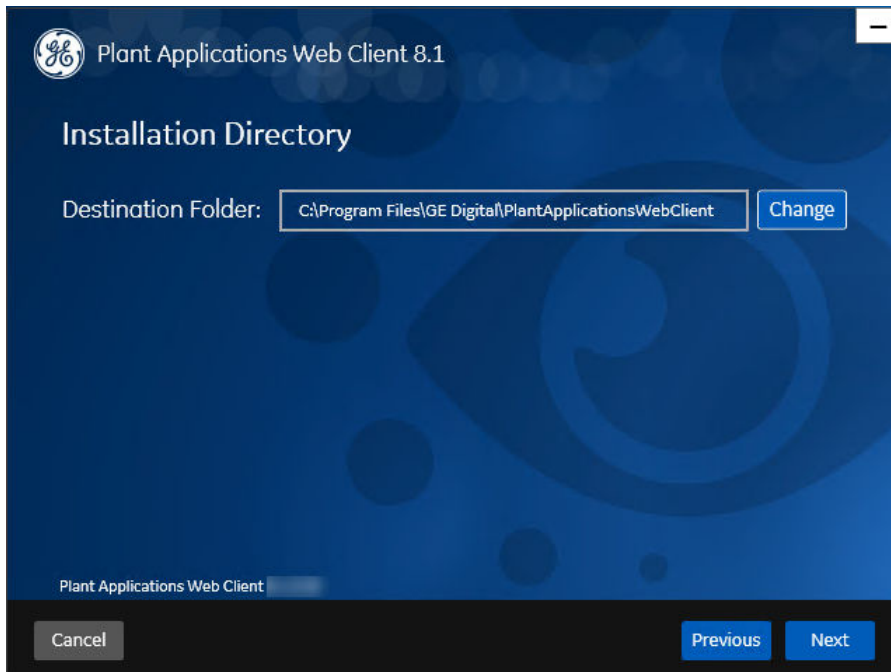 Plant Applications Web Client 8.1
Installation Directory
Destination Folder: C:\Program Files\GE Digital\PlantApplicationsWebClient Change
Plant Applications Web Client
Cancel Previous Next